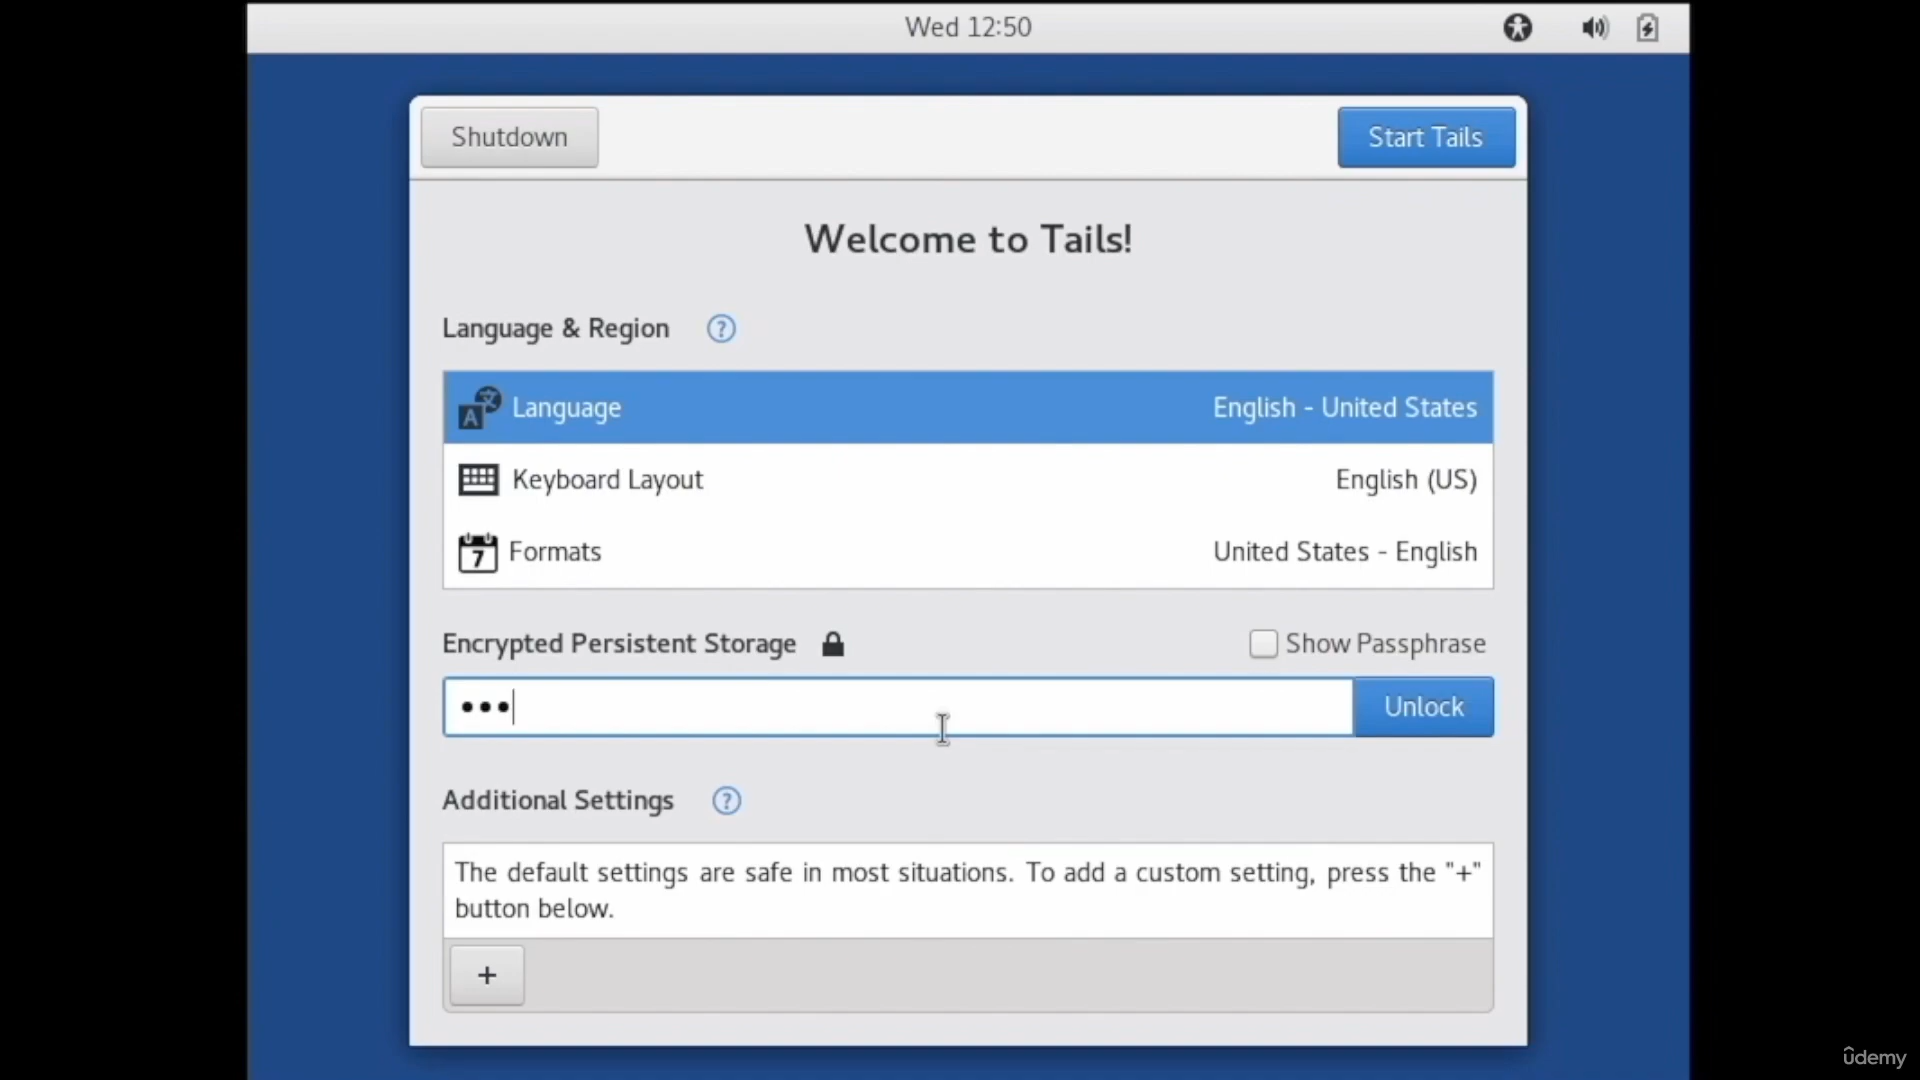 Wed 12:50
Shutdown
Start Tails
Welcome to Tails!
Language & Region ?
Language English - United States
Keyboard Layout English (US)
7 Formats United States - English
Encrypted Persistent Storage Show Passphrase
•••
Unlock
Additional Settings ?
The default settings are safe in most situations. To add a custom setting, press the "+"
button below.
+
ûdemy